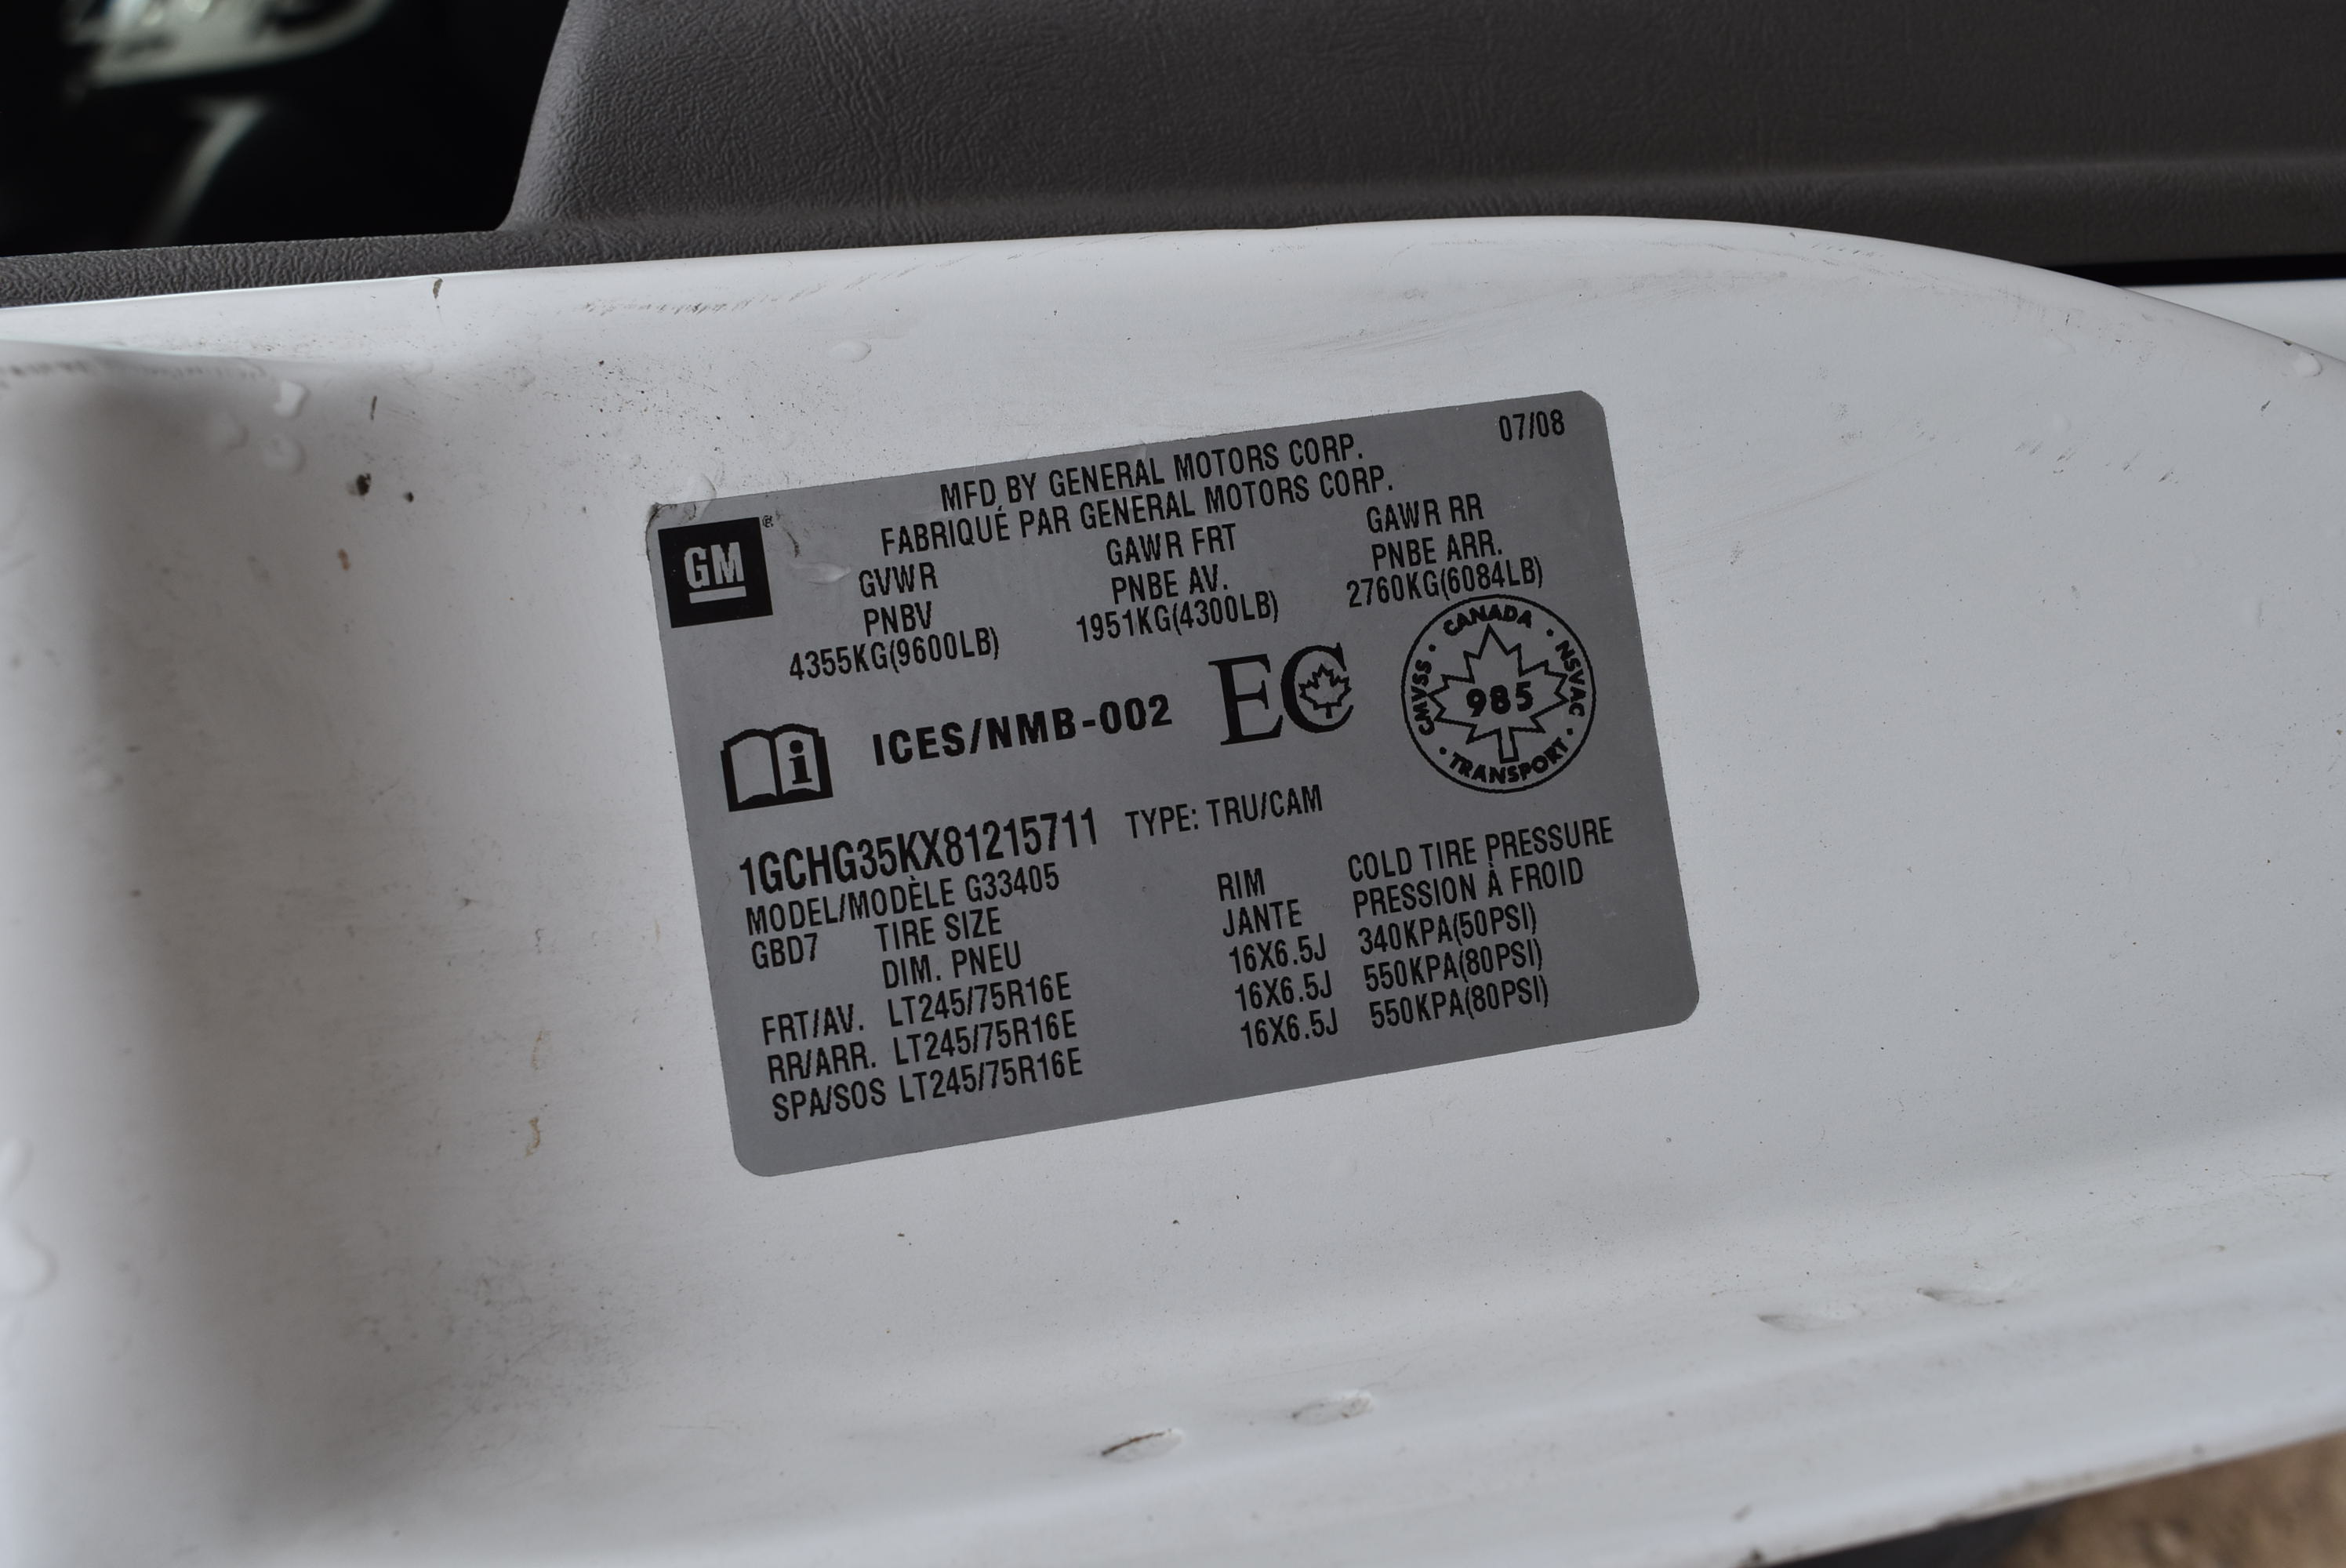 07/08
MFD BY GENERAL MOTORS CORP.
FABRIQUÉ PAR GENERAL MOTORS CORP.
GM®
GVWR GAWR FRT GAWR RR
PNBV PNBE AV. PNBE ARR.
4355KG(9600LB) 1951KG(4300LB) 2760KG(6084LB)
ICES/NMB-002 EC
CANADA · NSVAC · TRANSPORT · CMVSS ·
985
1GCHG35KX81215711 TYPE: TRU/CAM
MODEL/MODÈLE G33405
GBD7 TIRE SIZE RIM COLD TIRE PRESSURE
DIM. PNEU JANTE PRESSION À FROID
FRT/AV. LT245/75R16E 16X6.5J 340KPA(50PSI)
RR/ARR. LT245/75R16E 16X6.5J 550KPA(80PSI)
SPA/SOS LT245/75R16E 16X6.5J 550KPA(80PSI)